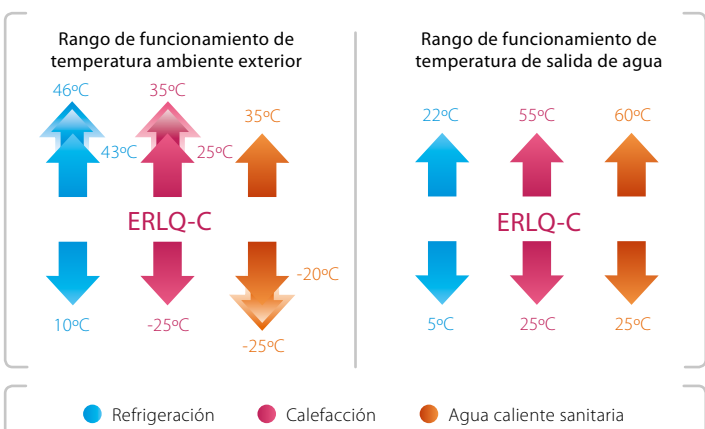 Rango de funcionamiento de
temperatura ambiente exterior
46ºC
35ºC
35ºC
43ºC
25ºC
ERLQ-C
-20ºC
10ºC
-25ºC
-25ºC
Rango de funcionamiento de
temperatura de salida de agua
22ºC
55ºC
60ºC
ERLQ-C
5ºC
25ºC
25ºC
Refrigeración
Calefacción
Agua caliente sanitaria